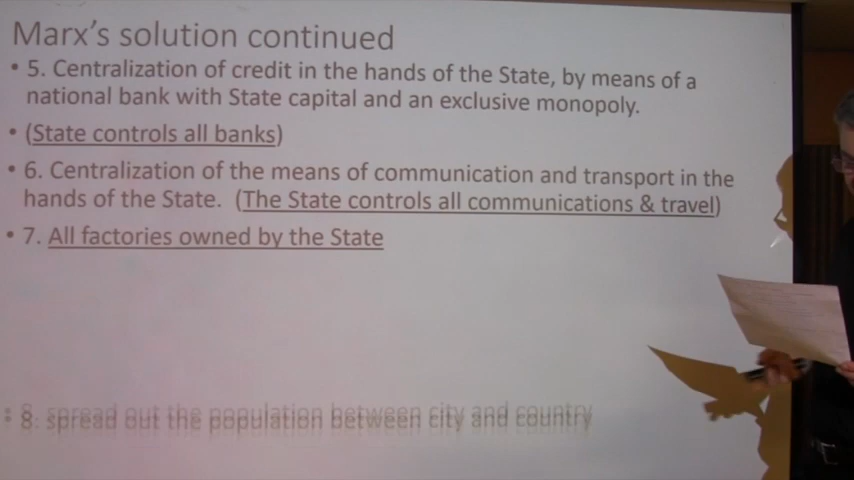 Marx's solution continued
• 5. Centralization of credit in the hands of the State, by means of a
national bank with State capital and an exclusive monopoly.
• (State controls all banks)
• 6. Centralization of the means of communication and transport in the
hands of the State. (The State controls all communications & travel)
• 7. All factories owned by the State
• 8. spread out the population between city and country